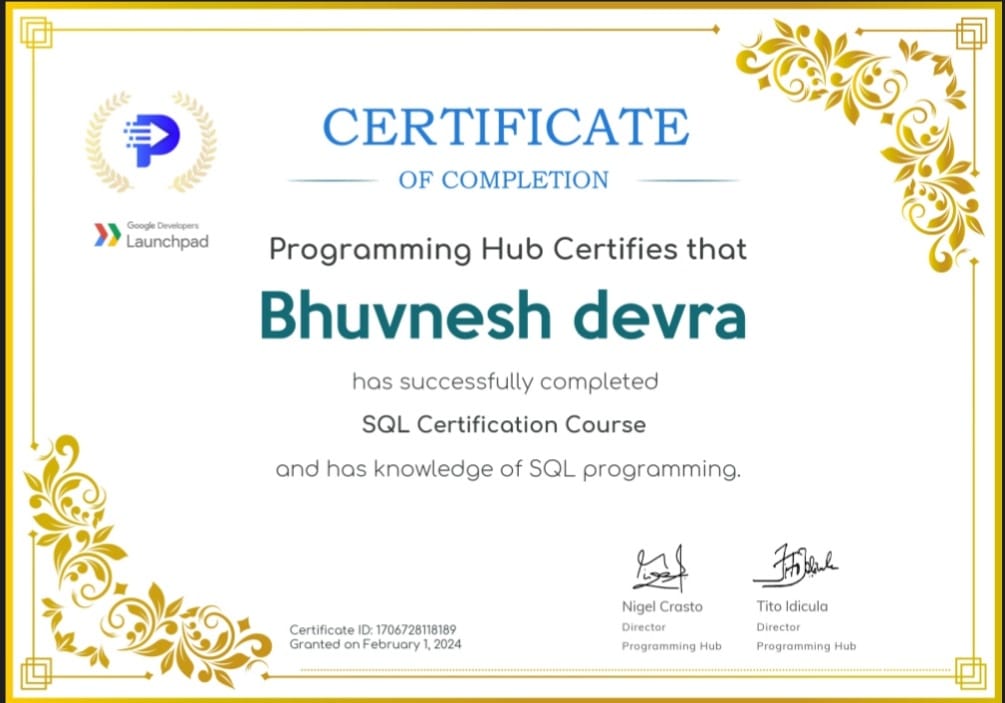 CERTIFICATE
OF COMPLETION
Google Developers
Launchpad
Programming Hub Certifies that
Bhuvnesh devra
has successfully completed
SQL Certification Course
and has knowledge of SQL programming.
Certificate ID: 1706728118189
Granted on February 1, 2024
Nigel Crasto
Director
Programming Hub
Tito Idicula
Director
Programming Hub